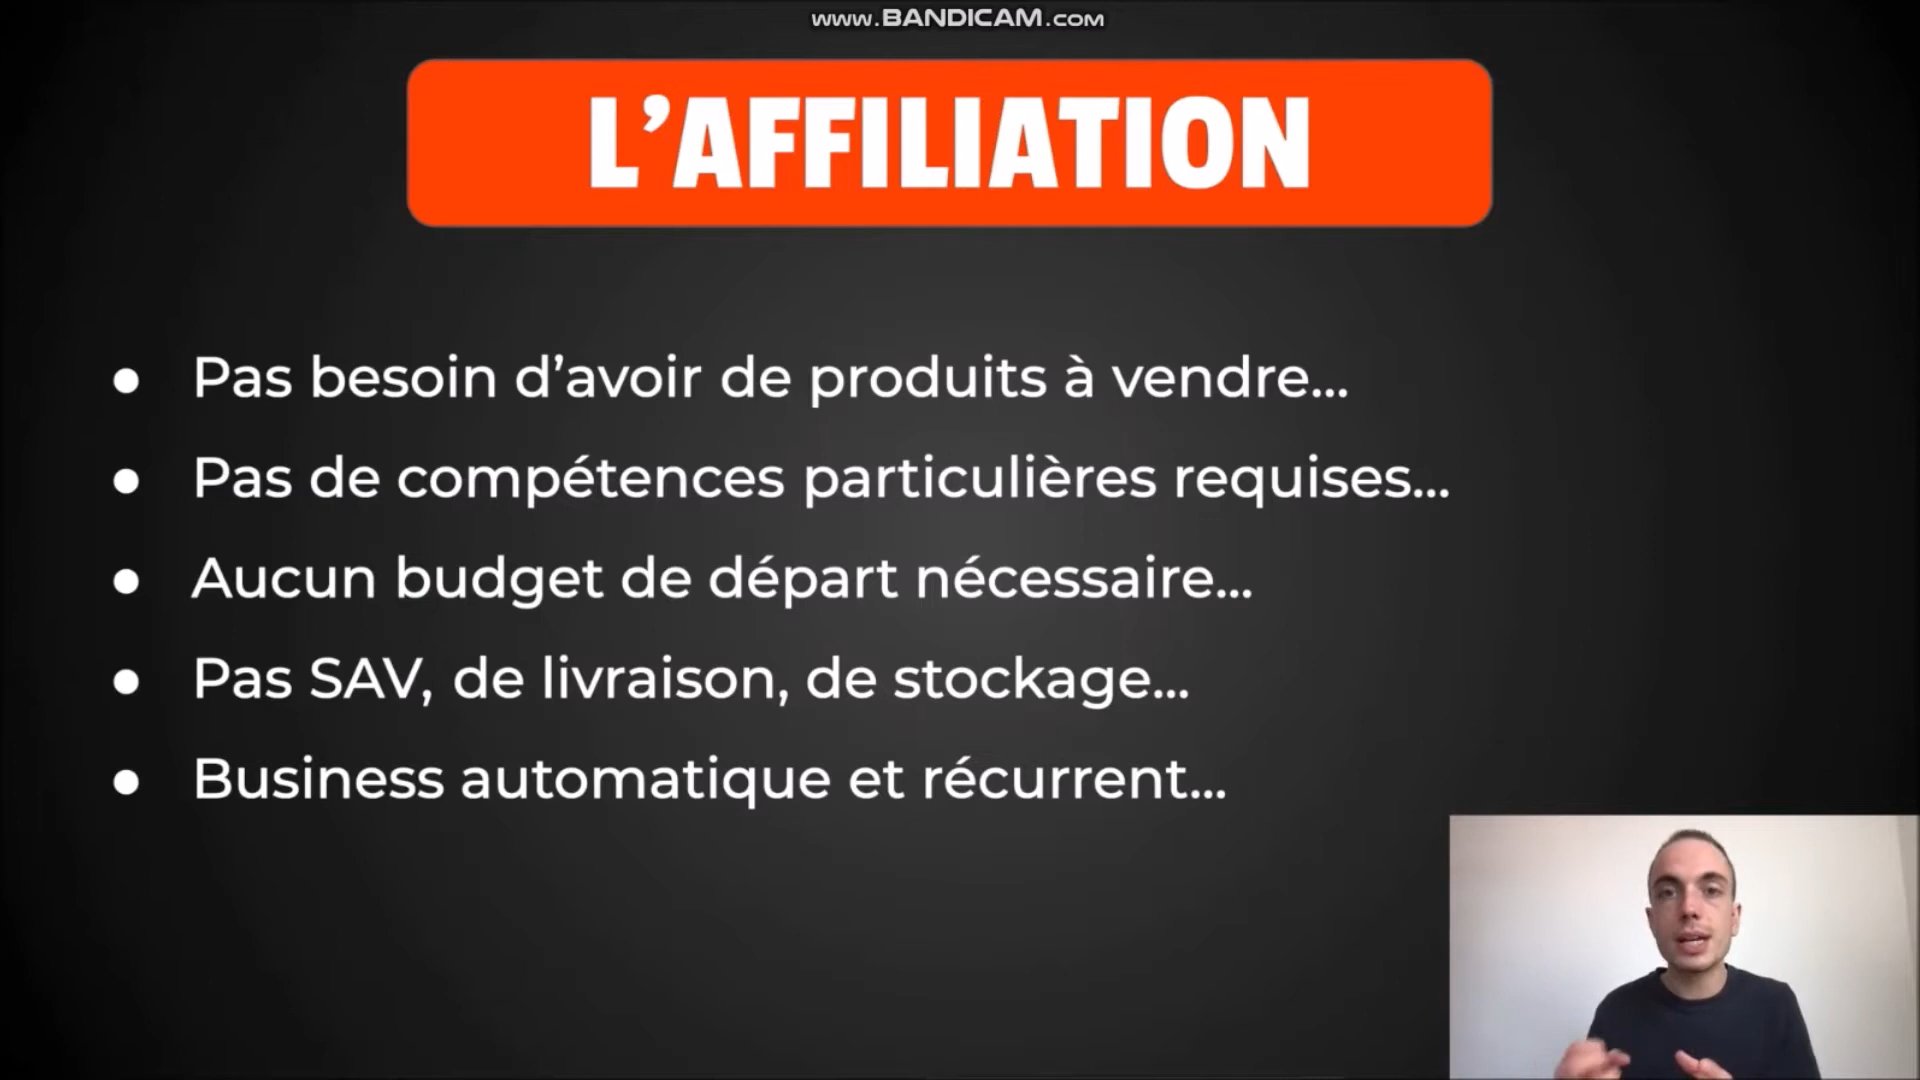 www.BANDICAM.com
L’AFFILIATION
● Pas besoin d’avoir de produits à vendre...
● Pas de compétences particulières requises...
● Aucun budget de départ nécessaire...
● Pas SAV, de livraison, de stockage...
● Business automatique et récurrent...